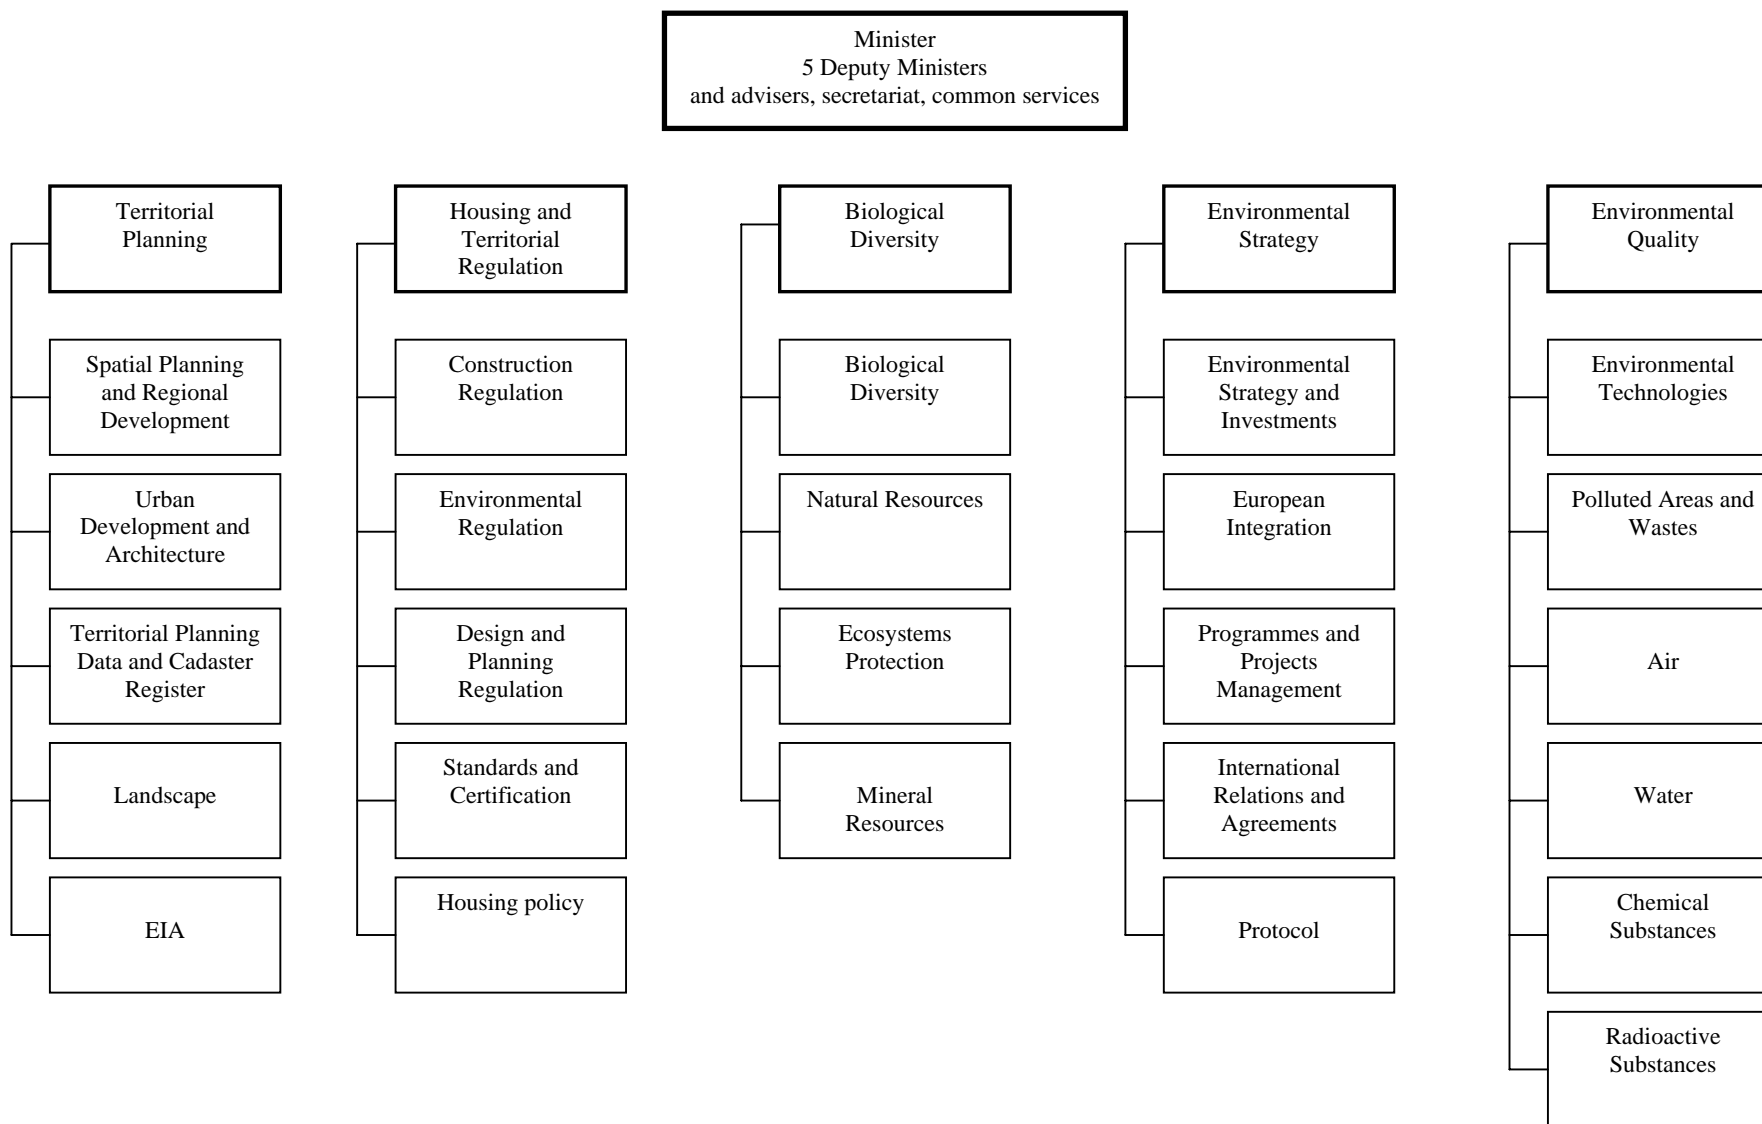 Minister
5 Deputy Ministers
and advisers, secretariat, common services
Territorial
Planning
Spatial Planning
and Regional
Development
Urban
Development and
Architecture
Territorial Planning
Data and Cadaster
Register
Landscape
EIA
Housing and
Territorial
Regulation
Construction
Regulation
Environmental
Regulation
Design and
Planning
Regulation
Standards and
Certification
Housing policy
Biological
Diversity
Biological
Diversity
Natural Resources
Ecosystems
Protection
Mineral
Resources
Environmental
Strategy
Environmental
Strategy and
Investments
European
Integration
Programmes and
Projects
Management
International
Relations and
Agreements
Protocol
Environmental
Quality
Environmental
Technologies
Polluted Areas and
Wastes
Air
Water
Chemical
Substances
Radioactive
Substances